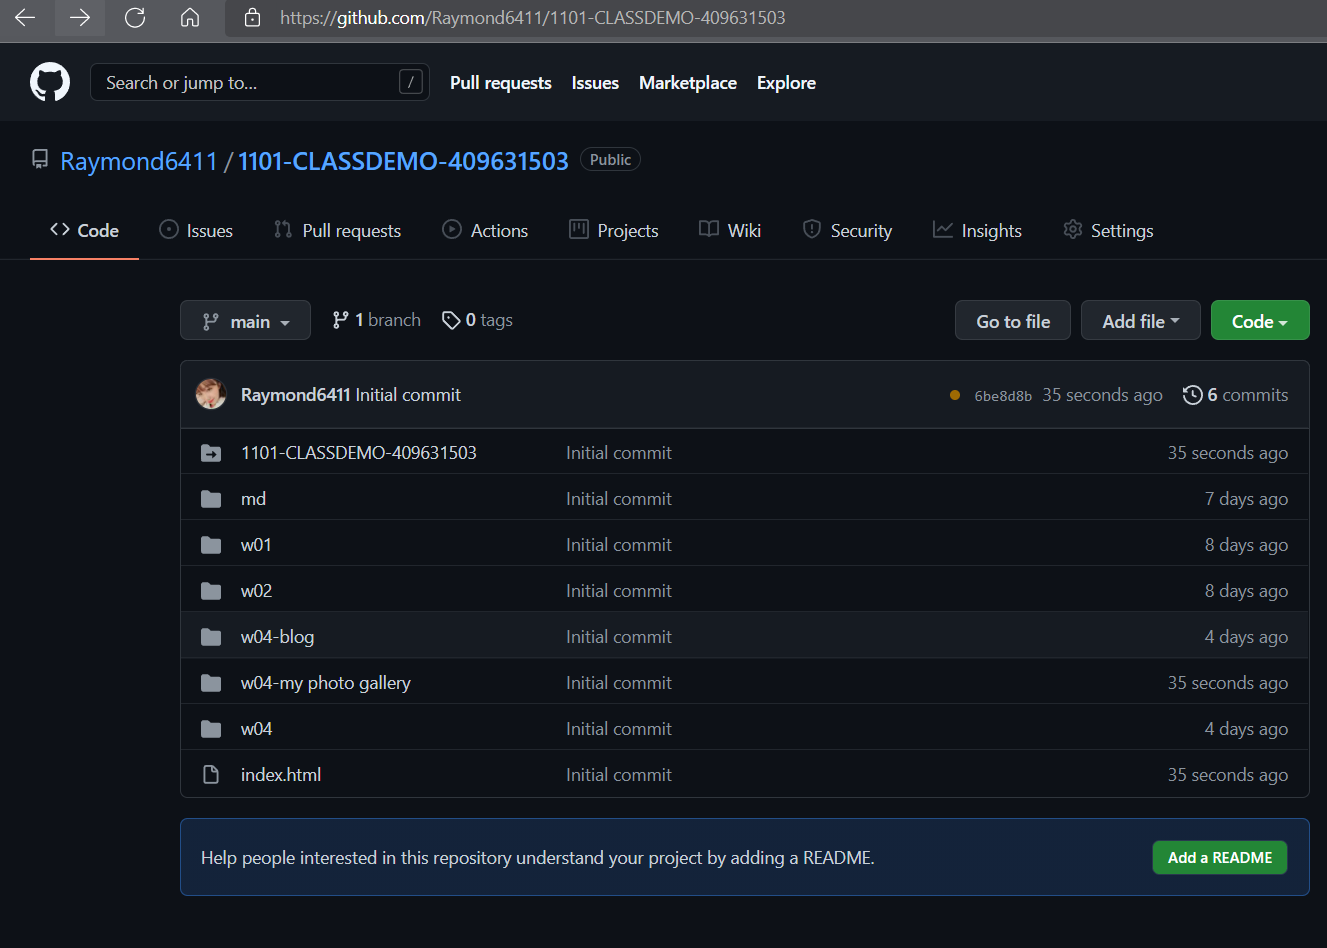 https://github.com/Raymond6411/1101-CLASSDEMO-409631503
Search or jump to... / Pull requests Issues Marketplace Explore
Raymond6411 / 1101-CLASSDEMO-409631503 Public
Code Issues Pull requests Actions Projects Wiki Security Insights Settings
main 1 branch 0 tags Go to file Add file Code
Raymond6411 Initial commit 6be8d8b 35 seconds ago 6 commits
1101-CLASSDEMO-409631503 Initial commit 35 seconds ago
md Initial commit 7 days ago
w01 Initial commit 8 days ago
w02 Initial commit 8 days ago
w04-blog Initial commit 4 days ago
w04-my photo gallery Initial commit 35 seconds ago
w04 Initial commit 4 days ago
index.html Initial commit 35 seconds ago
Help people interested in this repository understand your project by adding a README. Add a README